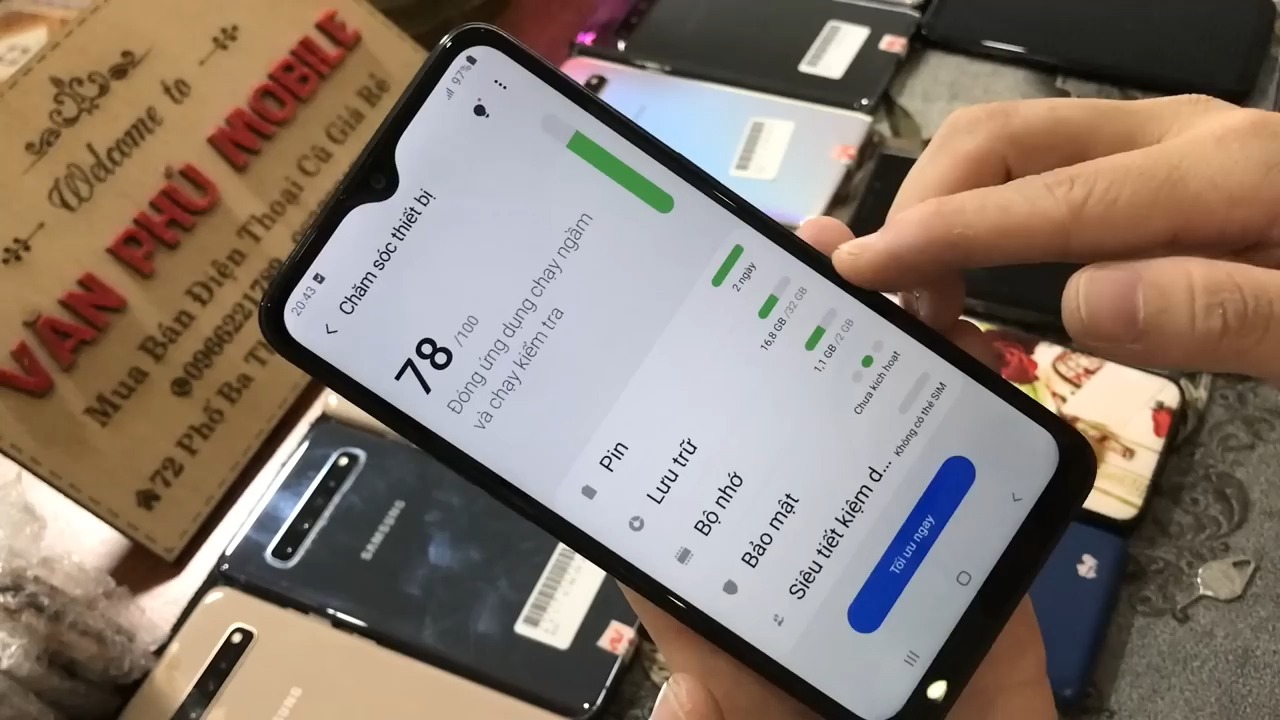 Welcome to
VĂN PHÚ MOBILE
Mua Bán Điện Thoại Cũ Giá Rẻ
0966221789
72 Phố Ba
20:43
97%
Chăm sóc thiết bị
78 /100
Đóng ứng dụng chạy ngầm
và chạy kiểm tra
Pin
2 ngày
Lưu trữ
16,8 GB /32 GB
Bộ nhớ
1,1 GB /2 GB
Bảo mật
Chưa kích hoạt
Siêu tiết kiệm d...
Không có thẻ SIM
Tối ưu ngay
SAMSUNG